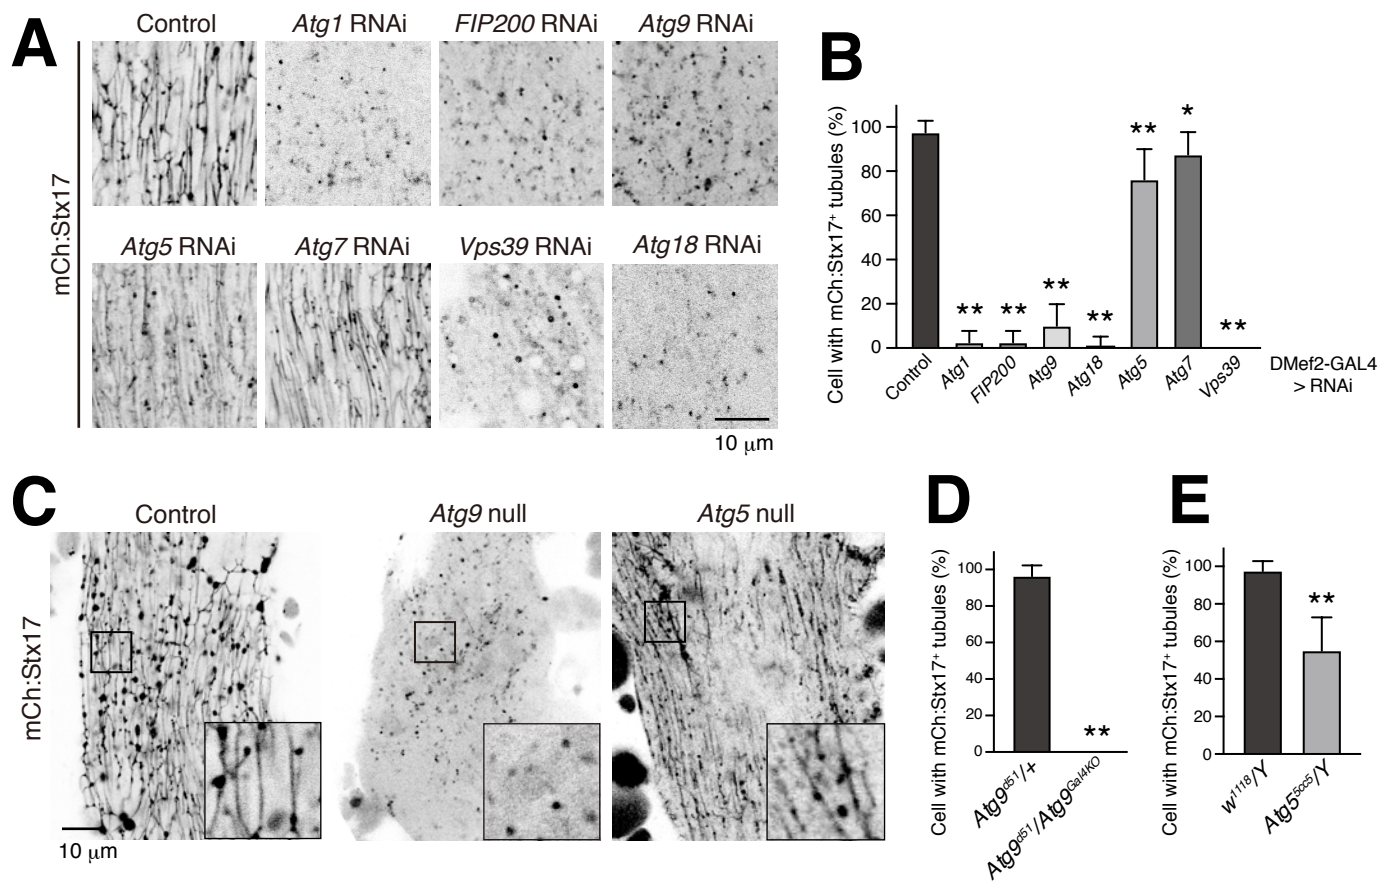 A
Control
Atg1 RNAi
FIP200 RNAi
Atg9 RNAi
mCh:Stx17
Atg5 RNAi
Atg7 RNAi
Vps39 RNAi
Atg18 RNAi
10 μm
B
Cell with mCh:Stx17⁺ tubules (%)
100
80
60
40
20
0
**
**
**
**
**
*
**
Control
Atg1
FIP200
Atg9
Atg18
Atg5
Atg7
Vps39
DMef2-GAL4
> RNAi
C
Control
Atg9 null
Atg5 null
mCh:Stx17
10 μm
D
Cell with mCh:Stx17⁺ tubules (%)
100
80
60
40
20
0
**
Atg9ᵈ⁵¹/+
Atg9ᵈ⁵¹/Atg9ᴳᵃˡ⁴ᴷᴼ
E
Cell with mCh:Stx17⁺ tubules (%)
100
80
60
40
20
0
**
w¹¹¹⁸/Y
Atg5⁵ᶜᶜ⁵/Y